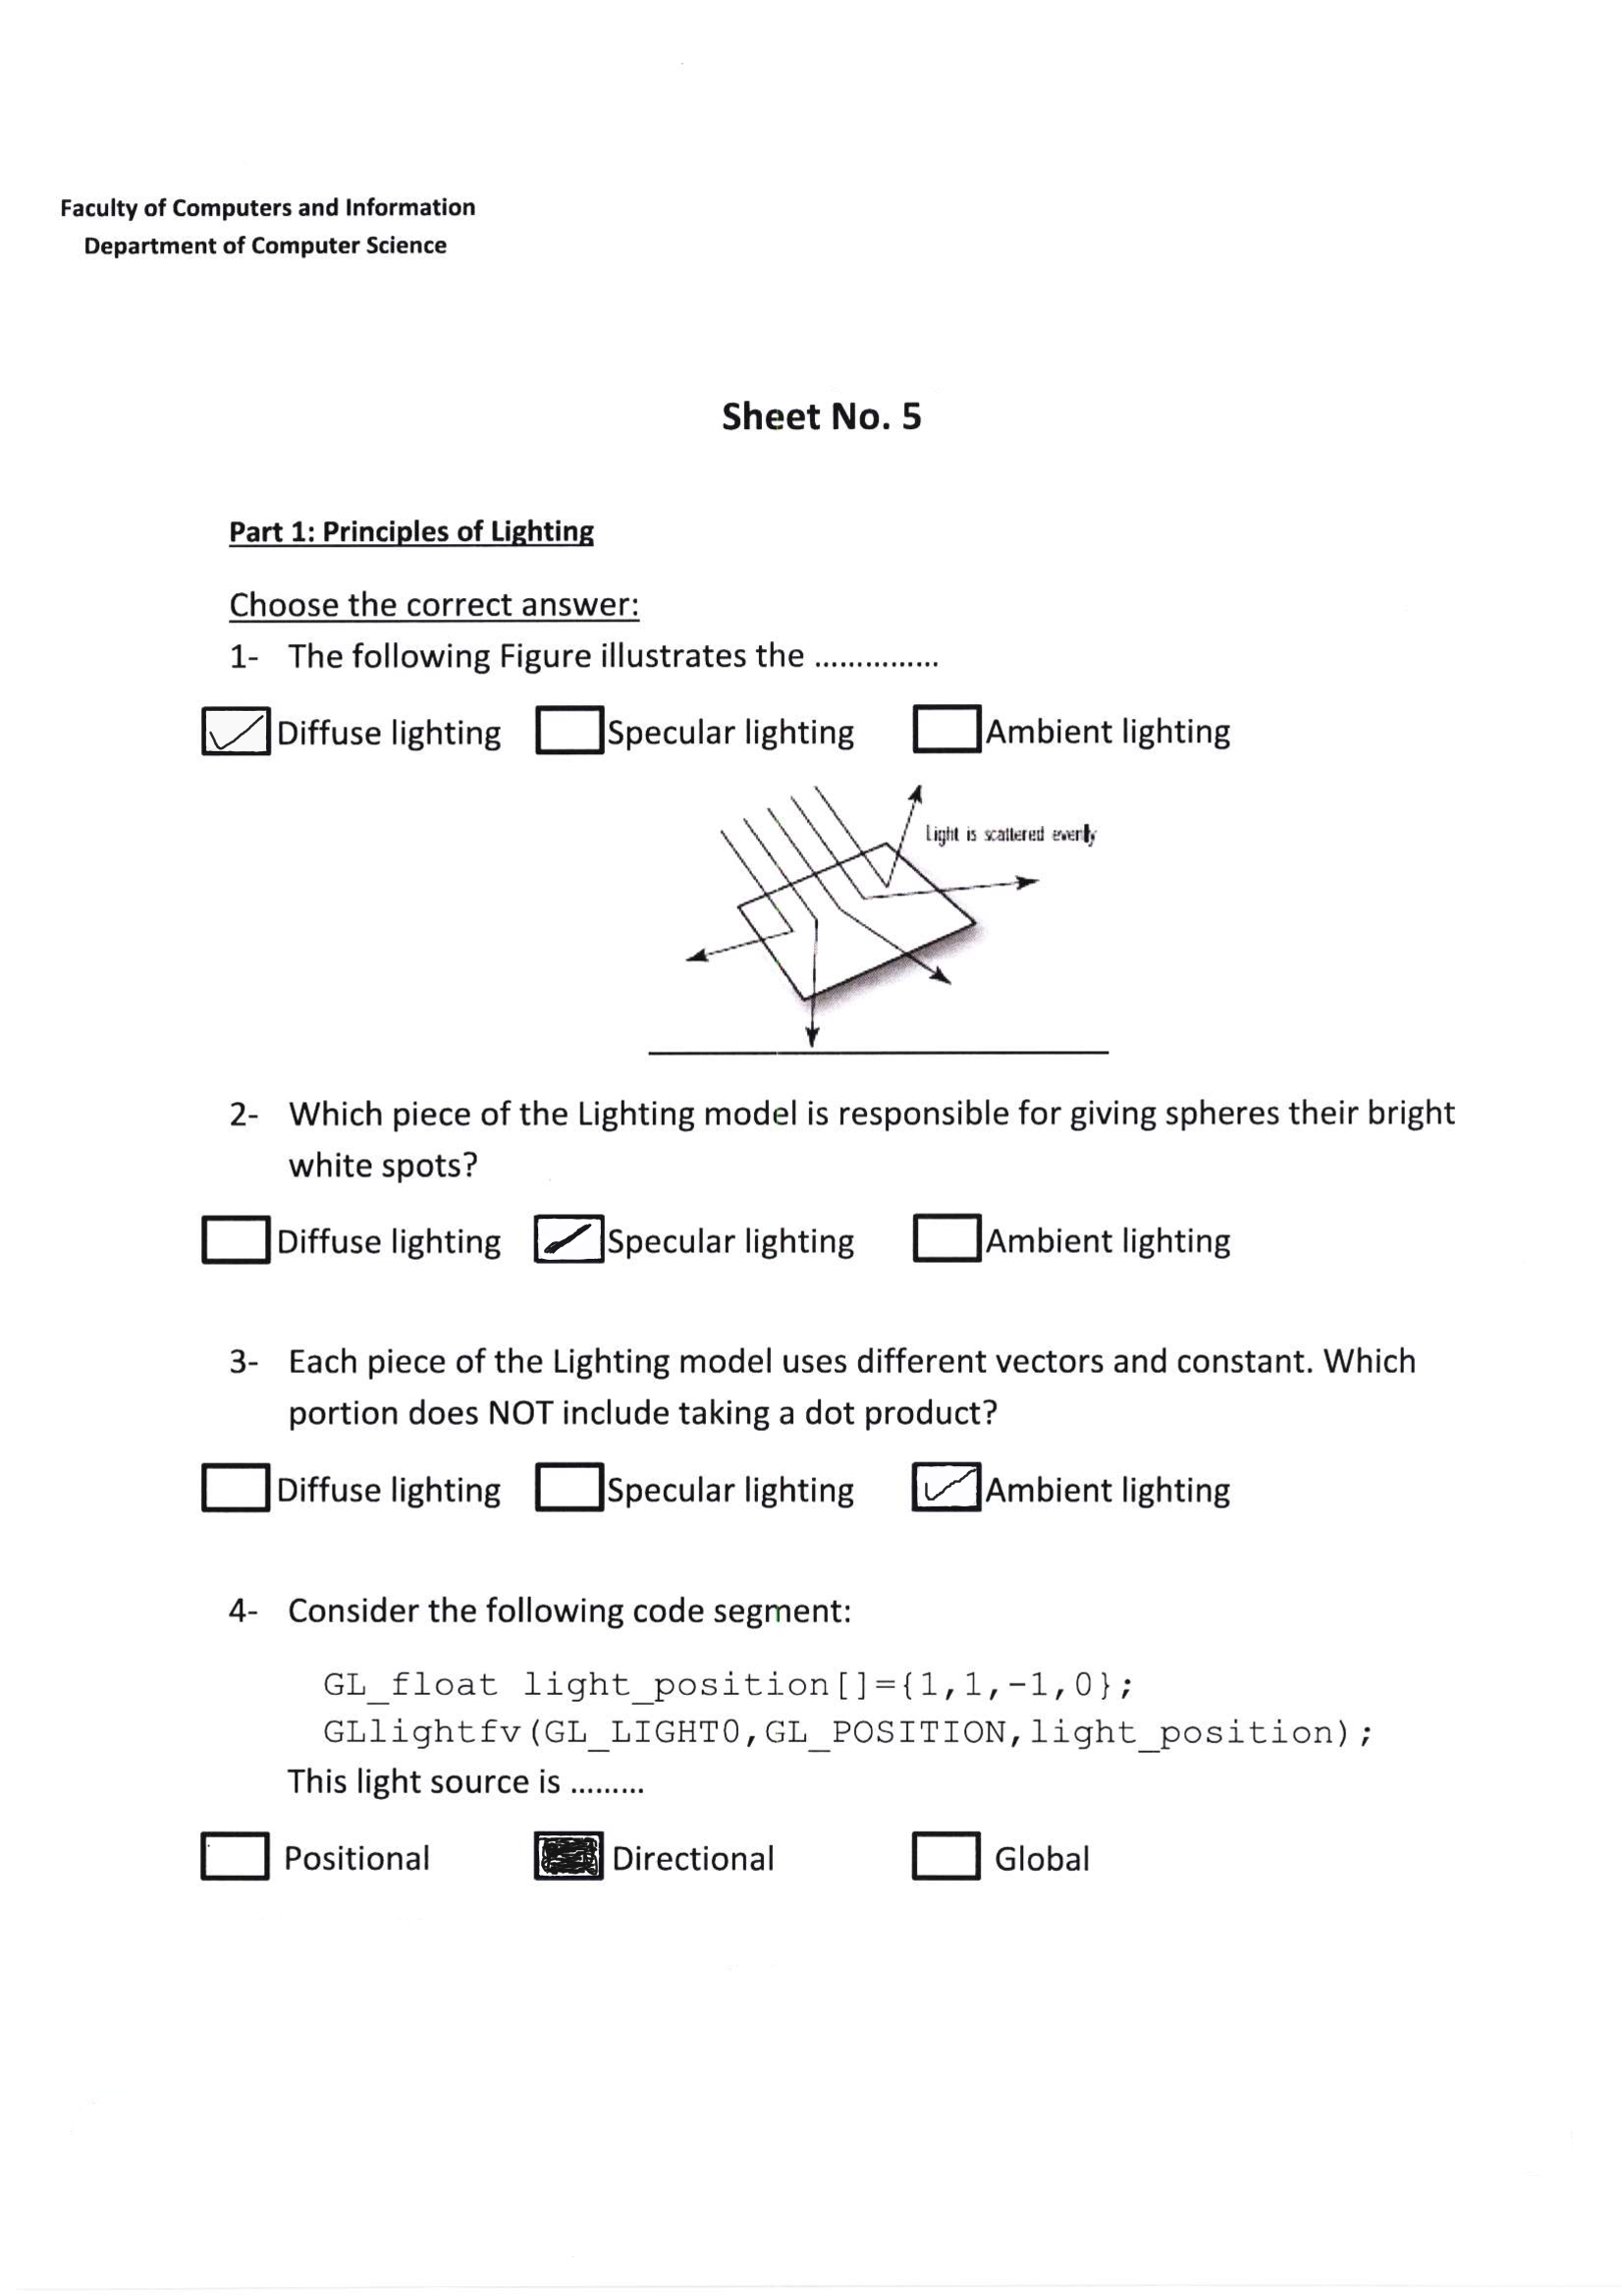 Faculty of Computers and Information
Department of Computer Science
Sheet No. 5
Part 1: Principles of Lighting
Choose the correct answer:
1- The following Figure illustrates the ...............
Diffuse lighting Specular lighting Ambient lighting
Light is scattered evenly
2- Which piece of the Lighting model is responsible for giving spheres their bright
white spots?
Diffuse lighting Specular lighting Ambient lighting
3- Each piece of the Lighting model uses different vectors and constant. Which
portion does NOT include taking a dot product?
Diffuse lighting Specular lighting Ambient lighting
4- Consider the following code segment:
GL_float light_position[]={1,1,-1,0};
GLlightfv(GL_LIGHT0,GL_POSITION,light_position);
This light source is .........
Positional Directional Global